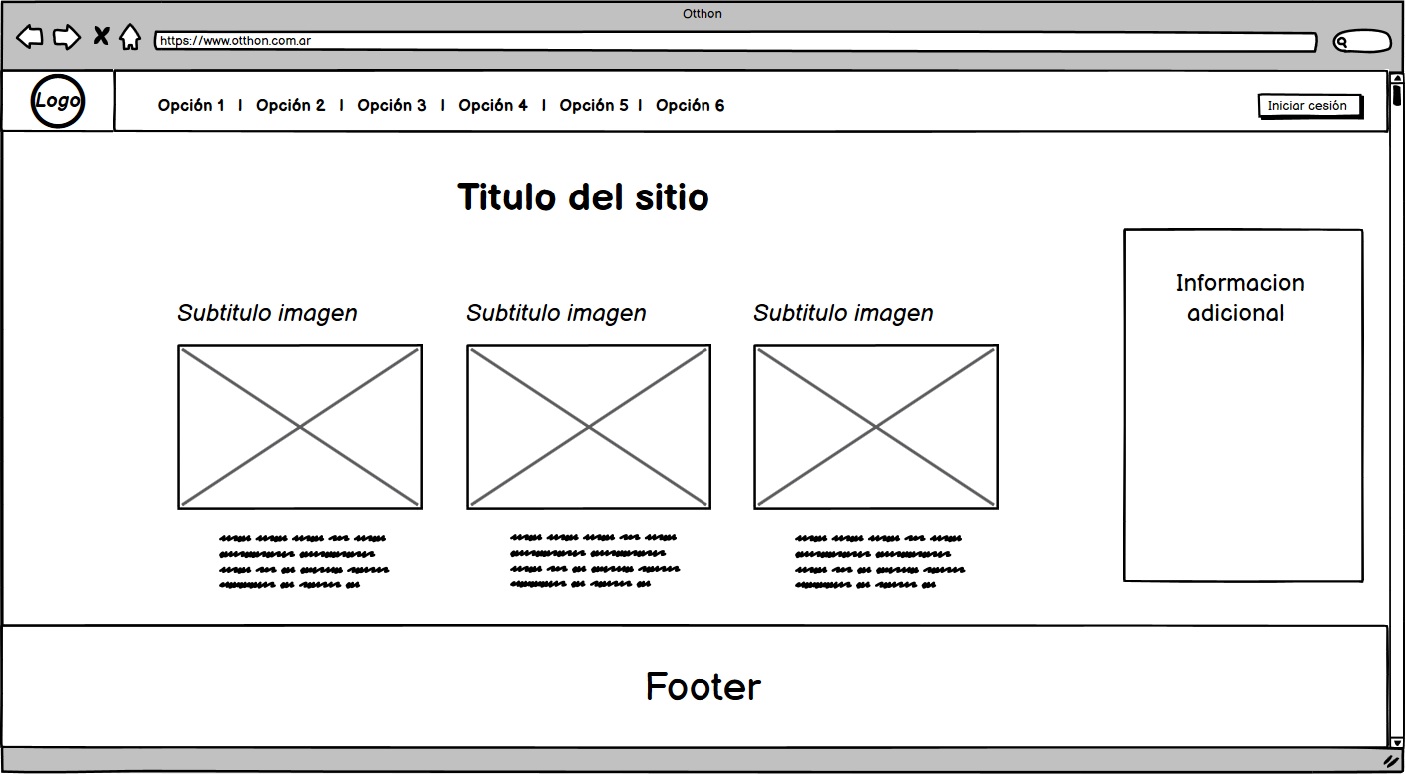 Otthon
https://www.otthon.com.ar
Logo
Opción 1 | Opción 2 | Opción 3 | Opción 4 | Opción 5 | Opción 6
Iniciar cesión
Titulo del sitio
Subtitulo imagen
Subtitulo imagen
Subtitulo imagen
Informacion
adicional
Footer